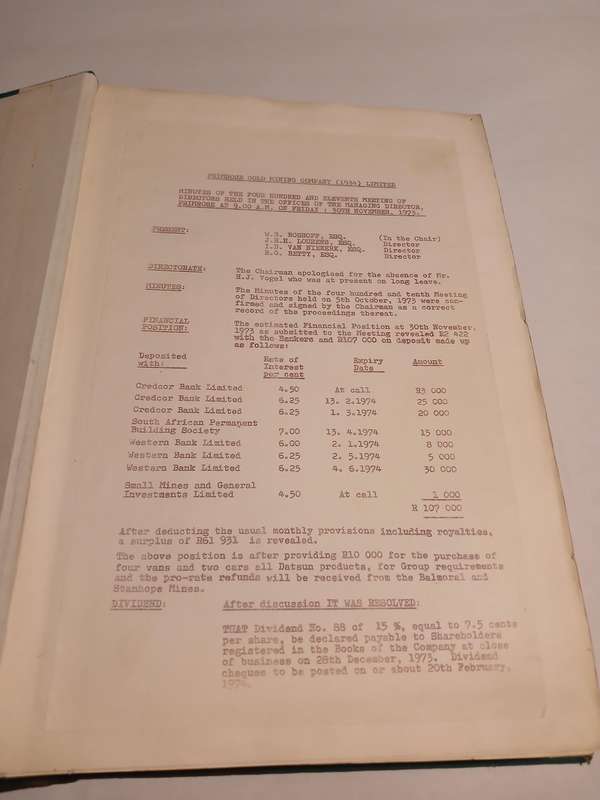 PRIMROSE GOLD MINING COMPANY (1934) LIMITED
MINUTES OF THE FOUR HUNDRED AND ELEVENTH MEETING OF
DIRECTORS HELD IN THE OFFICES OF THE MANAGING DIRECTOR,
PRIMROSE AT 9.00 A.M. ON FRIDAY : 30TH NOVEMBER, 1973.
PRESENT: W.S. ROSHOFF, ESQ. (In the Chair)
J.H.H. LOURENS, ESQ. Director
I.D. VAN NIEKERK, ESQ. Director
H.G. BETTY, ESQ. Director
DIRECTORATE: The Chairman apologised for the absence of Mr.
H.J. Vogel who was at present on long leave.
MINUTES: The Minutes of the four hundred and tenth Meeting
of Directors held on 5th October, 1973 were con-
firmed and signed by the Chairman as a correct
record of the proceedings thereat.
FINANCIAL
POSITION: The estimated Financial Position at 30th November,
1973 as submitted to the Meeting revealed R2 422
with the Bankers and R107 000 on deposit made up
as follows:
Deposited with: Rate of Interest per cent Expiry Date Amount
Credcor Bank Limited 4.50 At call R3 000
Credcor Bank Limited 6.25 13. 2.1974 25 000
Credcor Bank Limited 6.25 1. 3.1974 20 000
South African Permanent
Building Society 7.00 13. 4.1974 15 000
Western Bank Limited 6.00 2. 1.1974 8 000
Western Bank Limited 6.25 2. 5.1974 5 000
Western Bank Limited 6.25 4. 6.1974 30 000
Small Mines and General
Investments Limited 4.50 At call 1 000
R 107 000
After deducting the usual monthly provisions including royalties,
a surplus of R61 931 is revealed.
The above position is after providing R10 000 for the purchase of
four vans and two cars all Datsun products, for Group requirements
and the pro-rate refunds will be received from the Balmoral and
Stanhope Mines.
DIVIDEND: After discussion IT WAS RESOLVED:
THAT Dividend No. 88 of 15 %, equal to 7.5 cents
per share, be declared payable to Shareholders
registered in the Books of the Company at close
of business on 28th December, 1973. Dividend
cheques to be posted on or about 20th February,
1974.